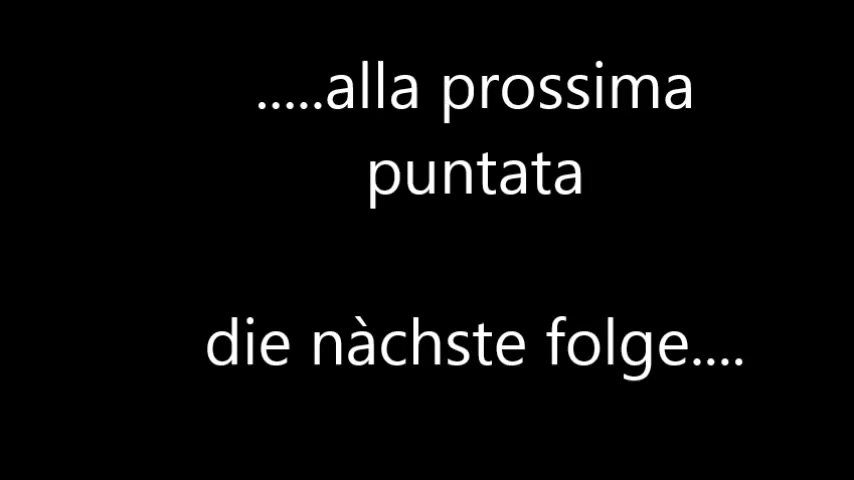 .....alla prossima
puntata
die nàchste folge....